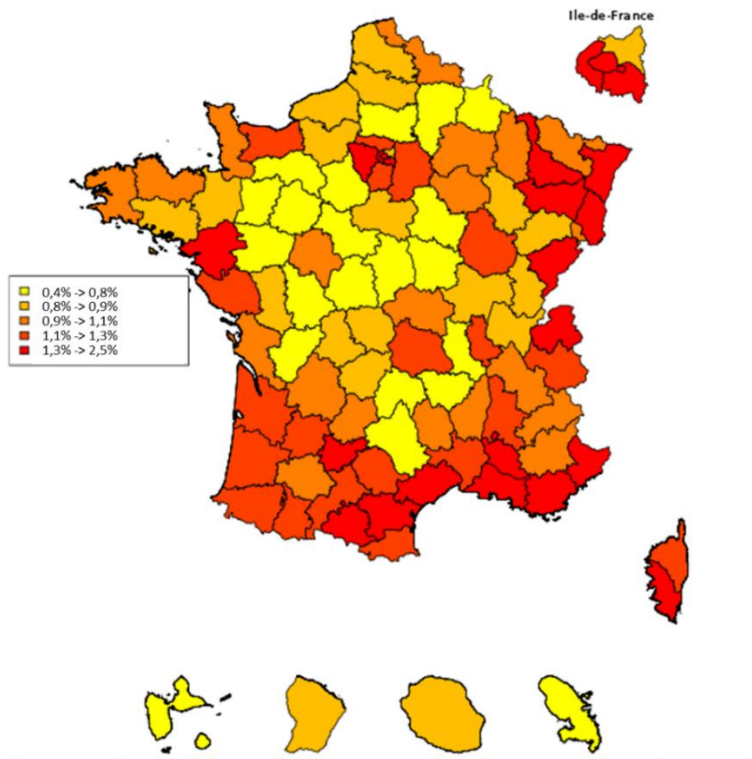 Ile-de-France
0,4% -> 0,8%
0,8% -> 0,9%
0,9% -> 1,1%
1,1% -> 1,3%
1,3% -> 2,5%